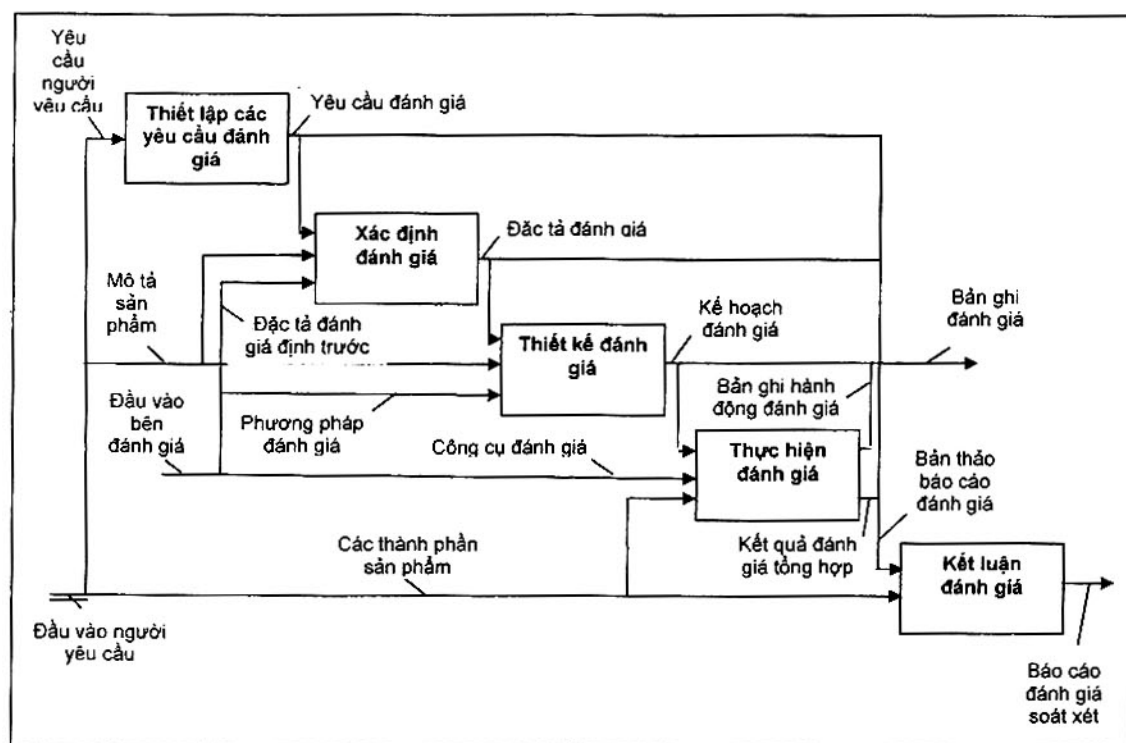 Yêu
cầu
người
yêu cầu
Thiết lập các
yêu cầu đánh
giá
Yêu cầu đánh giá
Xác định
đánh giá
Đặc tả đánh giá
Mô tả
sản
phẩm
Đặc tả đánh
giá định trước
Thiết kế đánh
giá
Kế hoạch
đánh giá
Bản ghi
đánh giá
Đầu vào
bên
đánh giá
Phương pháp
đánh giá
Công cụ đánh giá
Bản ghi hành
động đánh giá
Thực hiện
đánh giá
Bản thảo
báo cáo
đánh giá
Các thành phần
sản phẩm
Kết quả đánh
giá tổng hợp
Kết luận
đánh giá
Đầu vào người
yêu cầu
Báo cáo
đánh giá
soát xét